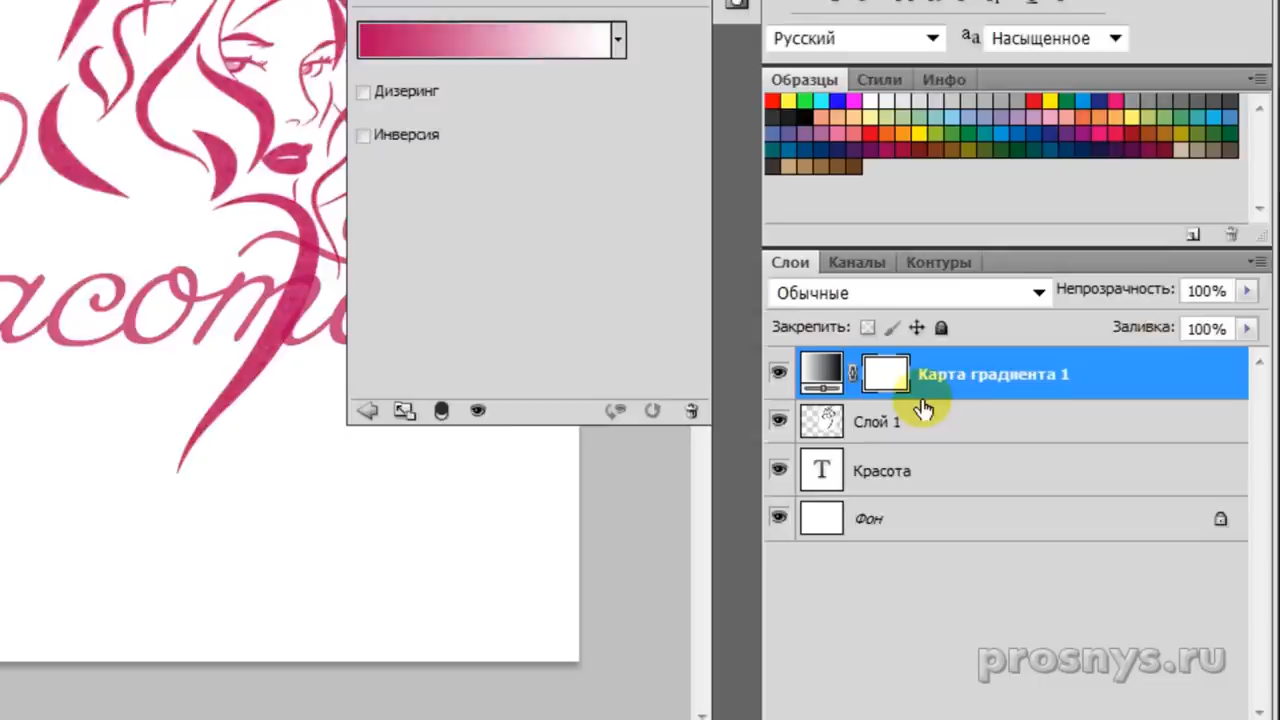 Русский
aа
Насыщенное
Дизеринг
Инверсия
Образцы
Стили
Инфо
Слои
Каналы
Контуры
Обычные
Непрозрачность:
100%
Закрепить:
Заливка:
100%
Карта градиента 1
Слой 1
T
Красота
Фон
prosnys.ru